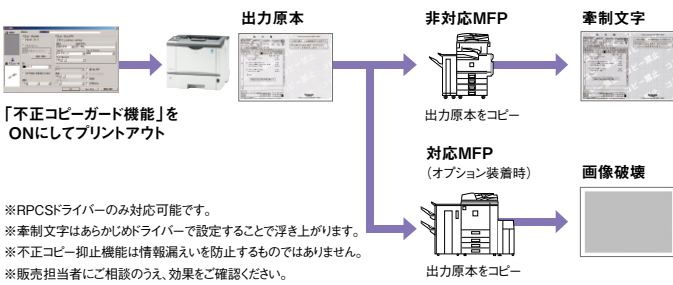 出力原本
非対応MFP
牽制文字
「不正コピーガード機能」を
ONにしてプリントアウト
出力原本をコピー
対応MFP
（オプション装着時）
画像破壊
出力原本をコピー
※RPCSドライバーのみ対応可能です。
※牽制文字はあらかじめドライバーで設定することで浮き上がります。
※不正コピー抑止機能は情報漏えいを防止するものではありません。
※販売担当者にご相談のうえ、効果をご確認ください。